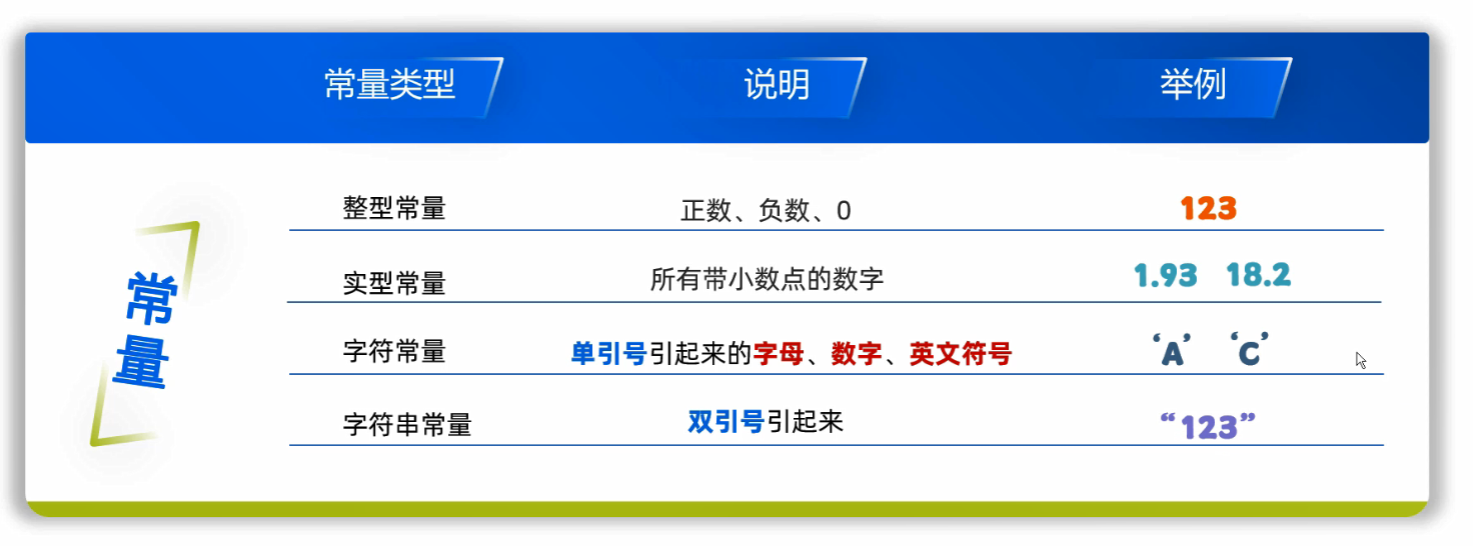 常量类型 说明 举例
整型常量 正数、负数、0 123
实型常量 所有带小数点的数字 1.93 18.2
字符常量 单引号引起来的字母、数字、英文符号 ‘A’ ‘C’
字符串常量 双引号引起来 “123”
常量